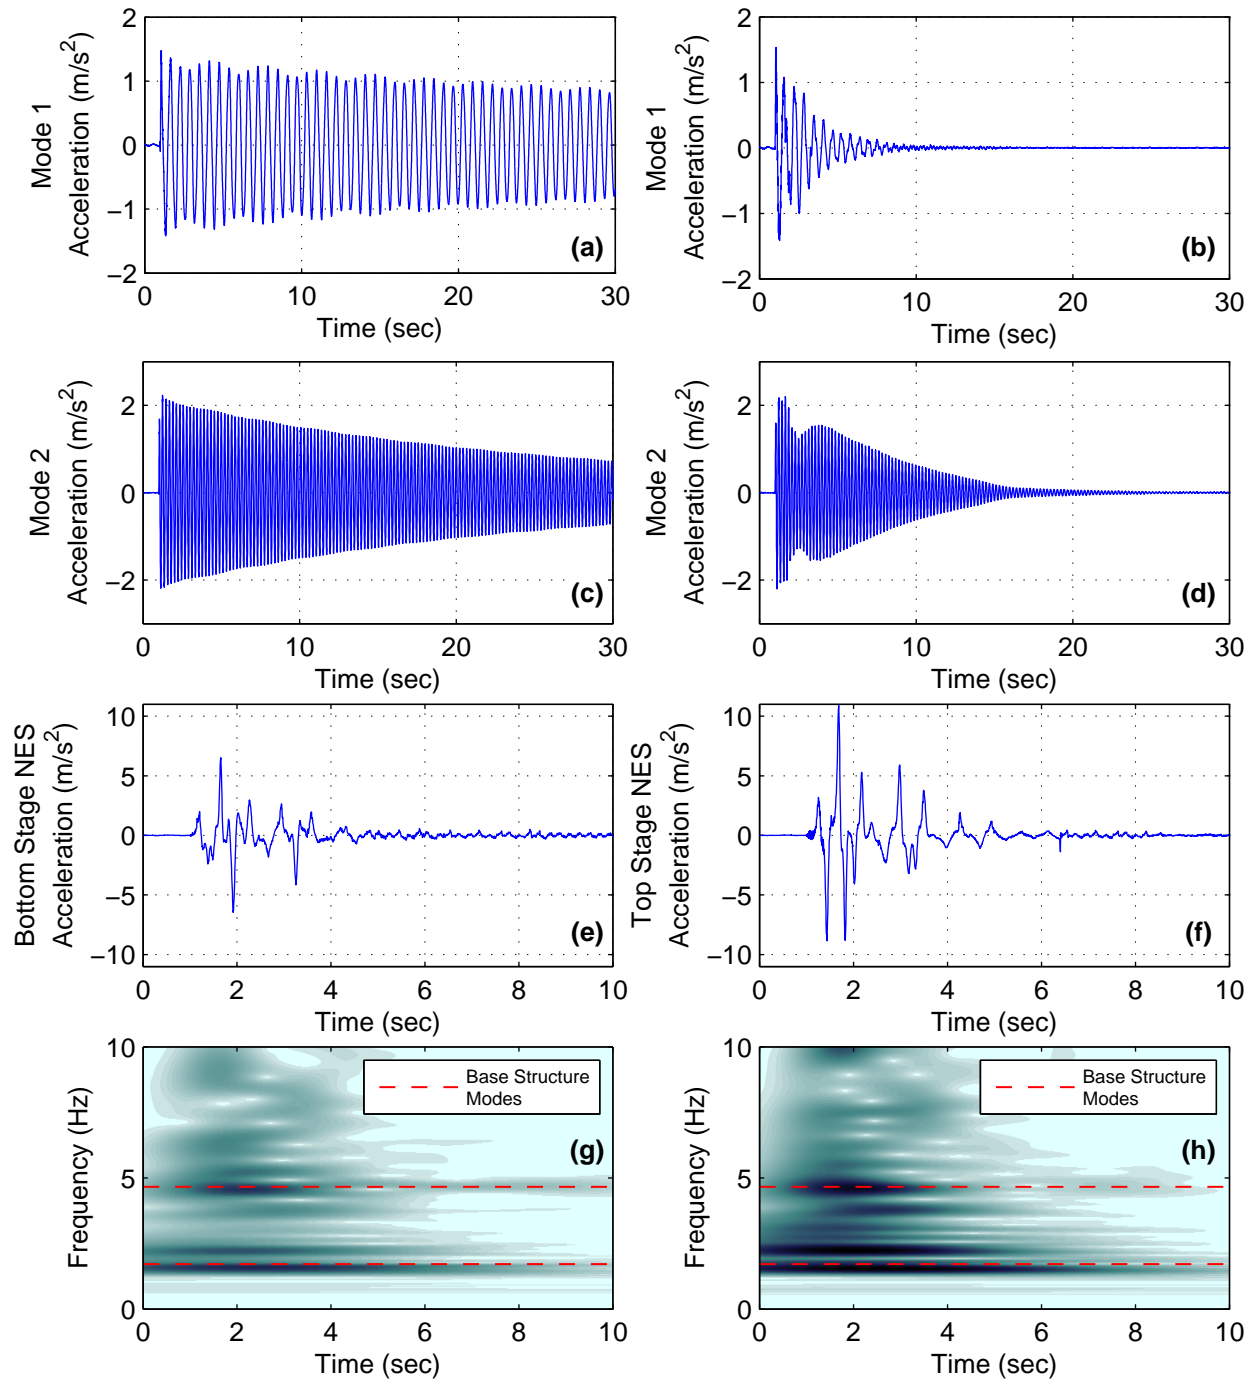 2
1
0
−1
−2
0
10
20
30
Mode 1
Acceleration (m/s2)
Time (sec)
(a)
2
1
0
−1
−2
0
10
20
30
Mode 1
Acceleration (m/s2)
Time (sec)
(b)
2
0
−2
0
10
20
30
Mode 2
Acceleration (m/s2)
Time (sec)
(c)
2
0
−2
0
10
20
30
Mode 2
Acceleration (m/s2)
Time (sec)
(d)
10
5
0
−5
−10
0
2
4
6
8
10
Bottom Stage NES
Acceleration (m/s2)
Time (sec)
(e)
10
5
0
−5
−10
0
2
4
6
8
10
Top Stage NES
Acceleration (m/s2)
Time (sec)
(f)
10
5
0
0
2
4
6
8
10
Frequency (Hz)
Time (sec)
Base Structure
Modes
(g)
10
5
0
0
2
4
6
8
10
Frequency (Hz)
Time (sec)
Base Structure
Modes
(h)